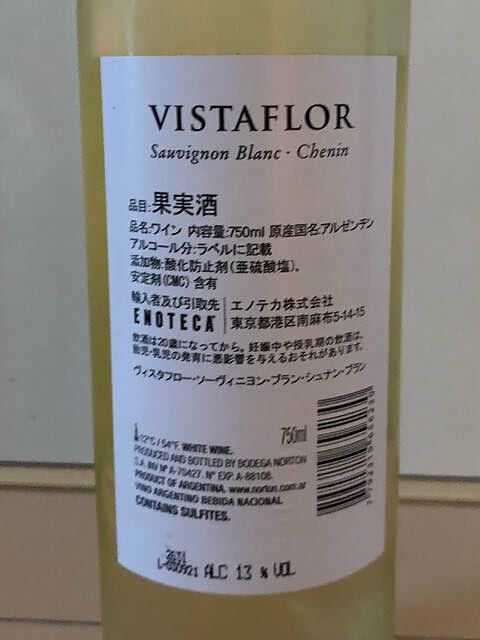 VISTAFLOR
Sauvignon Blanc · Chenin
品目:果実酒
品名:ワイン 内容量:750ml 原産国名:アルゼンチン
アルコール分:ラベルに記載
添加物:酸化防止剤(亜硫酸塩)。
安定剤(CMC)含有
輸入者及び引取先 エノテカ株式会社
ENOTECA 東京都港区南麻布5-14-15
飲酒は20歳になってから。妊娠中や授乳期の飲酒は、
胎児・乳児の発育に悪影響を与えるおそれがあります。
ヴィスタフロー・ソーヴィニヨン・ブラン・シュナン・ブラン
12°C / 54°F. WHITE WINE. 750ml
PRODUCED AND BOTTLED BY BODEGA NORTON
S.A. INV Nº A-70427. Nº EXP. A-88108.
PRODUCT OF ARGENTINA. www.norton.com.ar
VINO ARGENTINO BEBIDA NACIONAL
CONTAINS SULFITES.
ALC 13 % VOL